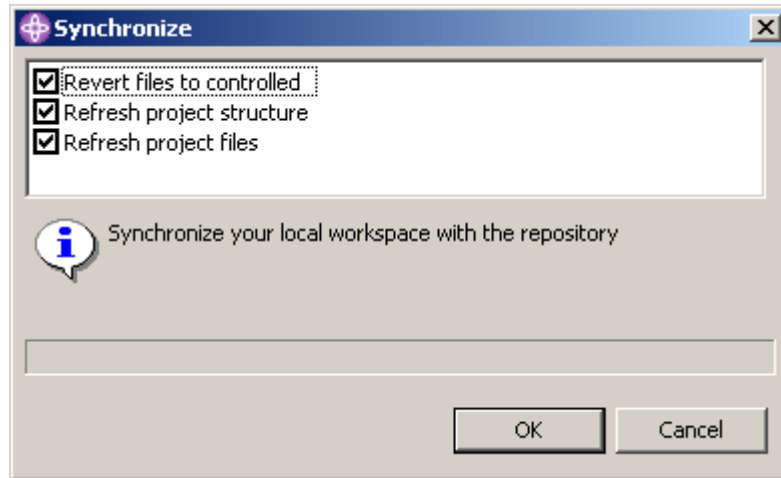 Synchronize
Revert files to controlled
Refresh project structure
Refresh project files
Synchronize your local workspace with the repository
OK
Cancel